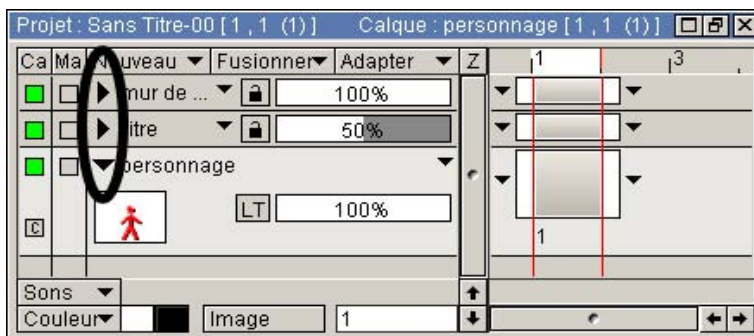 Projet : Sans Titre-00 [ 1 , 1 (1) ] Calque : personnage [ 1 , 1 (1) ]
Ca Ma Nouveau Fusionner Adapter Z 1 3
mur de ... 100%
itre 50%
personnage
LT 100%
C 1
Sons
Couleur Image 1